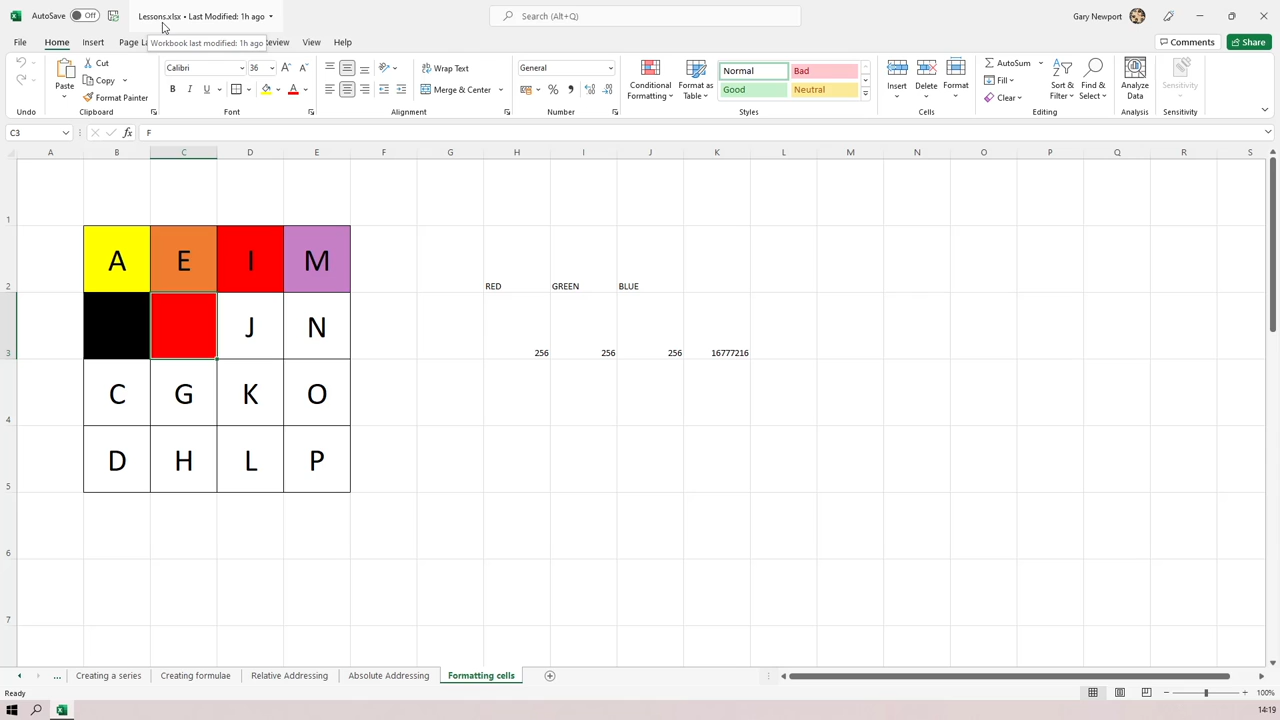 AutoSave Off Lessons.xlsx • Last Modified: 1h ago Search (Alt+Q) Gary Newport
Workbook last modified: 1h ago
File Home Insert Page La eview View Help Comments Share
Paste Cut Copy Format Painter
Calibri 36 B I U A A
Wrap Text Merge & Center
General % ,
Conditional Formatting Format as Table Normal Bad Good Neutral
Insert Delete Format
AutoSum Fill Clear Sort & Filter Find & Select
Analyze Data Sensitivity
Undo Clipboard Font Alignment Number Styles Cells Editing Analysis Sensitivity
C3 fx F
A B C D E F G H I J K L M N O P Q R S
1
A E I M
2 RED GREEN BLUE
J N
3 256 256 256 16777216
C G K O
4
D H L P
5
6
7
... Creating a series Creating formulae Relative Addressing Absolute Addressing Formatting cells
Ready 100%
14:19